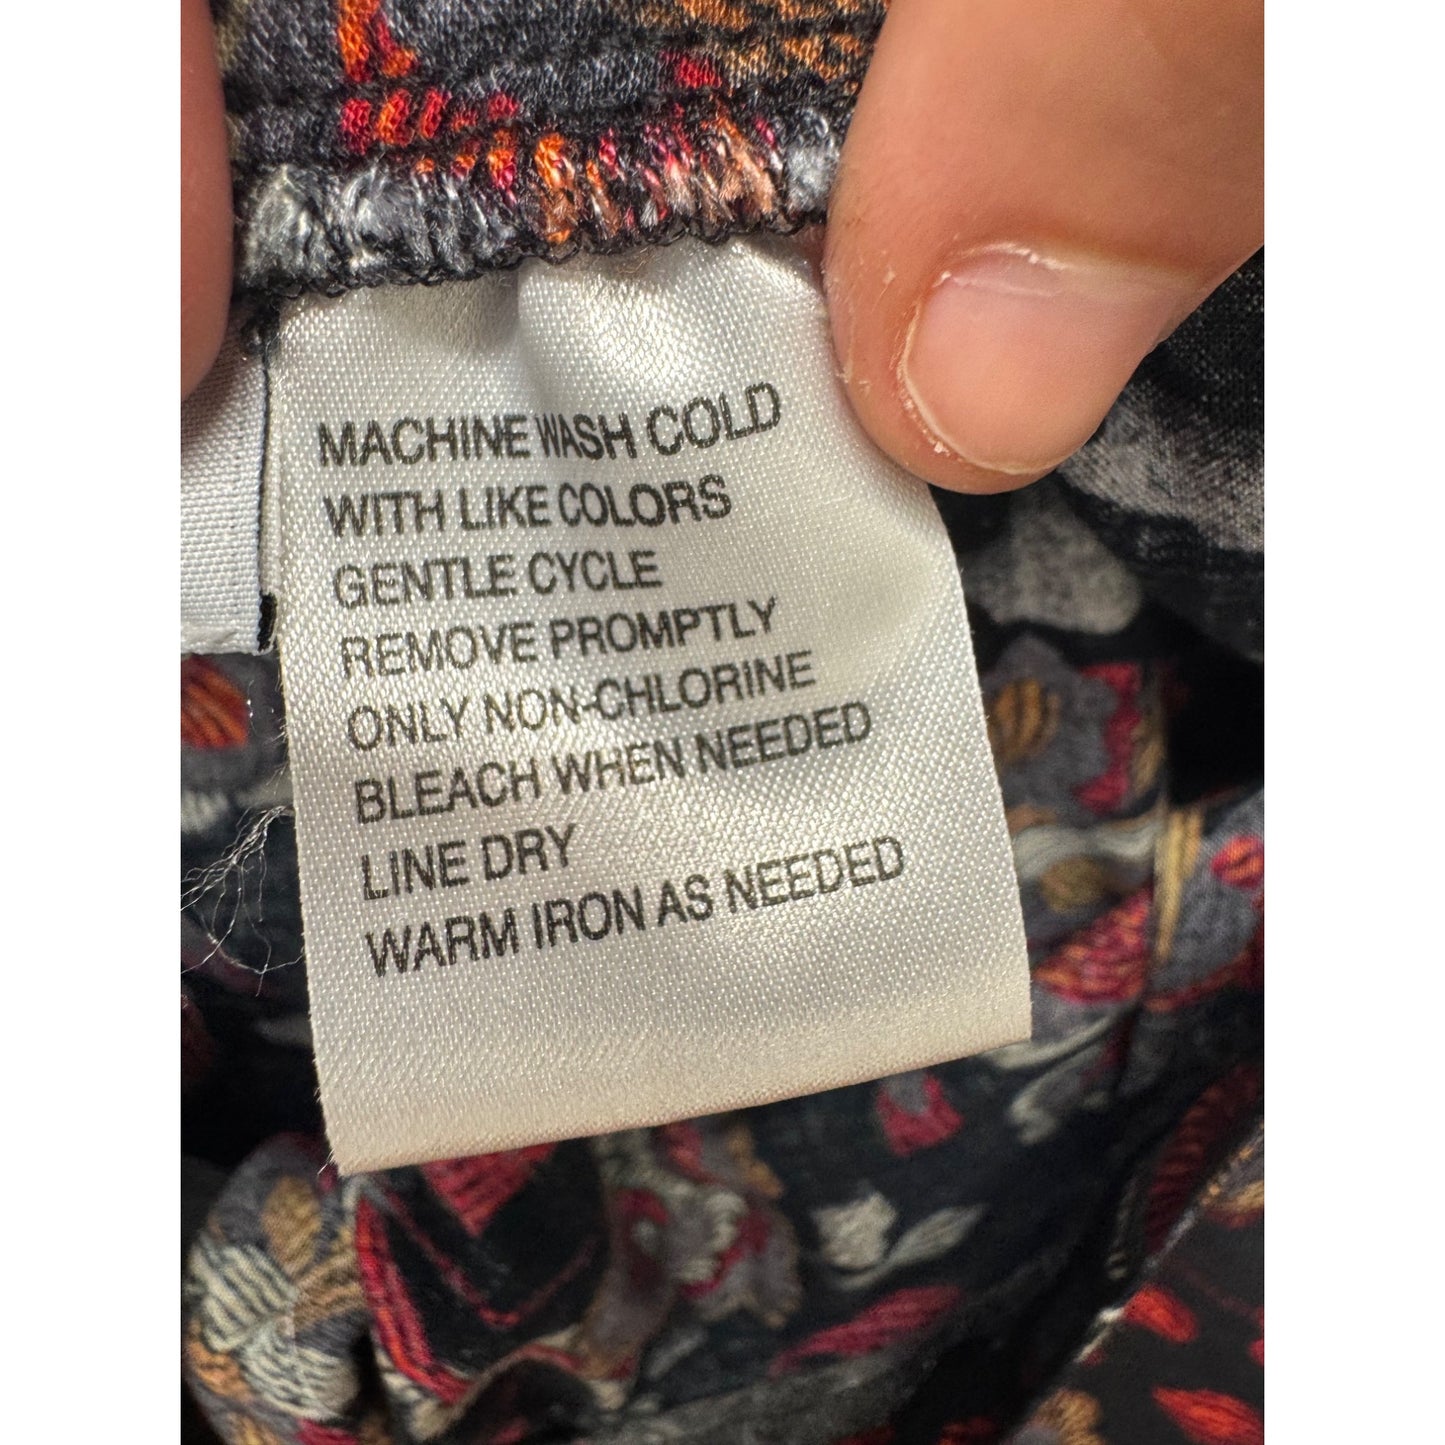 MACHINE WASH COLD
WITH LIKE COLORS
GENTLE CYCLE
REMOVE PROMPTLY
ONLY NON-CHLORINE
BLEACH WHEN NEEDED
LINE DRY
WARM IRON AS NEEDED